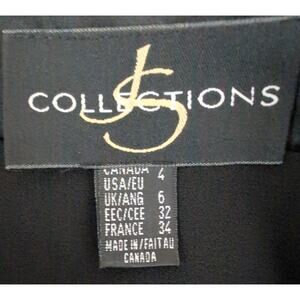 JS
COLLECTIONS
CANADA 4
USA/EU
UK/ANG 6
EEC/CEE 32
FRANCE 34
MADE IN/FAIT AU
CANADA